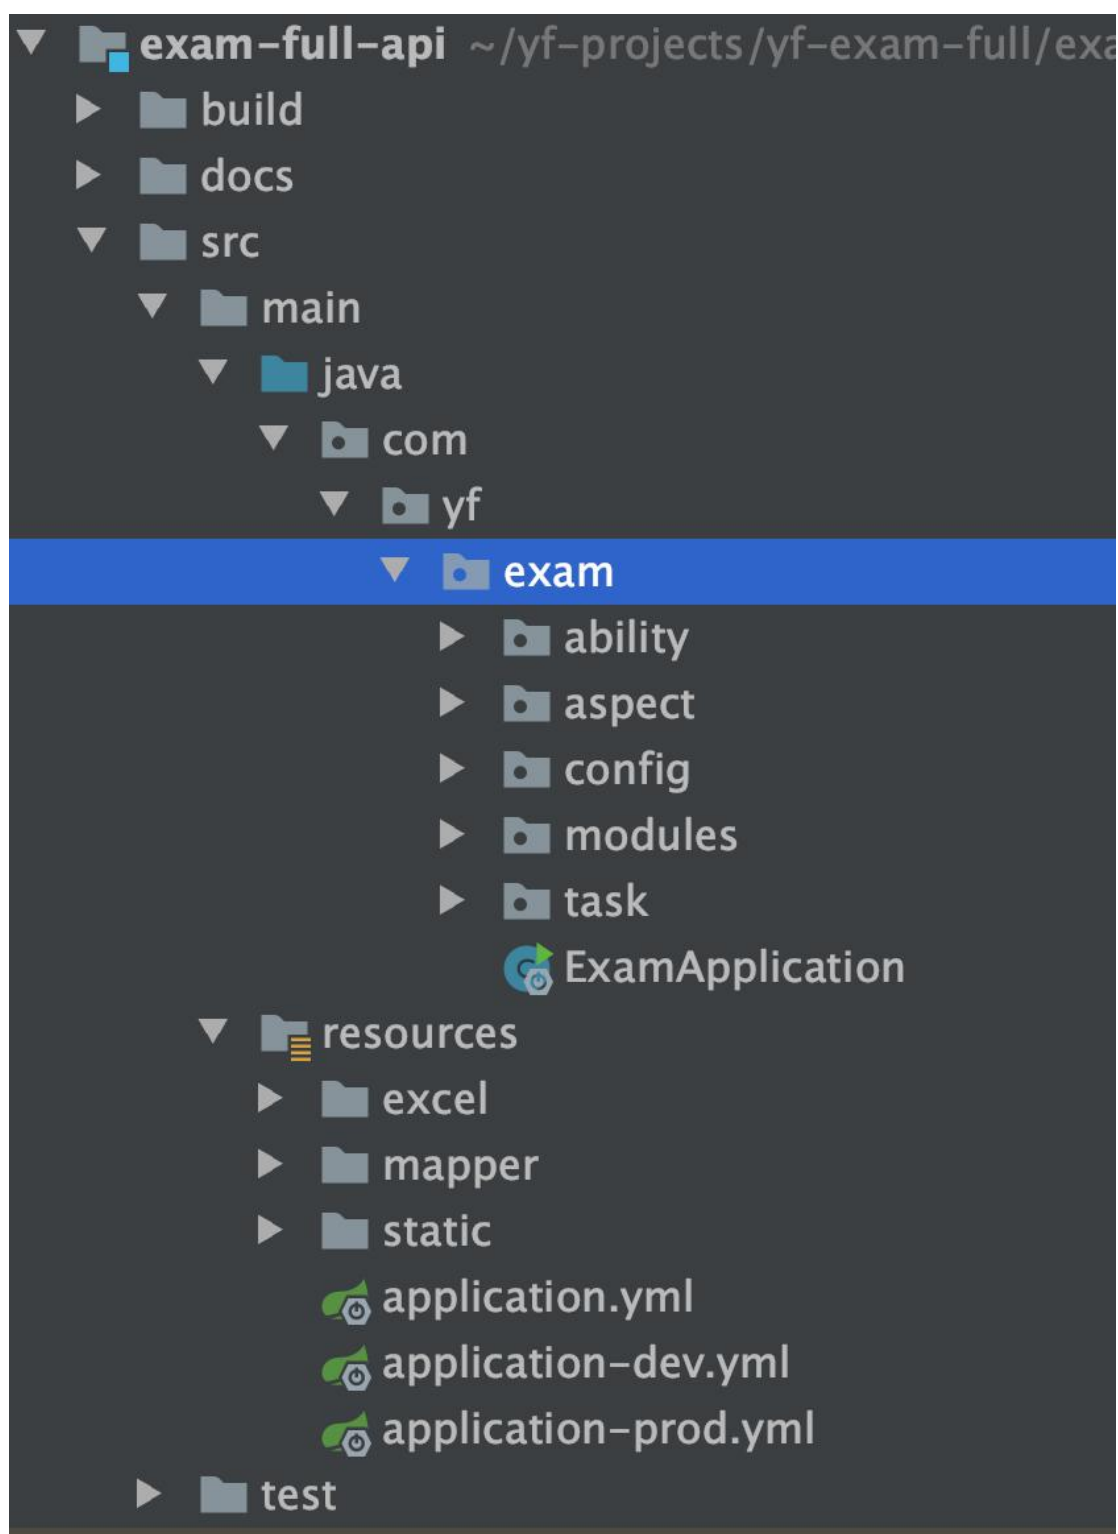 exam-full-api ~/yf-projects/yf-exam-full/exa
build
docs
src
main
java
com
yf
exam
ability
aspect
config
modules
task
ExamApplication
resources
excel
mapper
static
application.yml
application-dev.yml
application-prod.yml
test